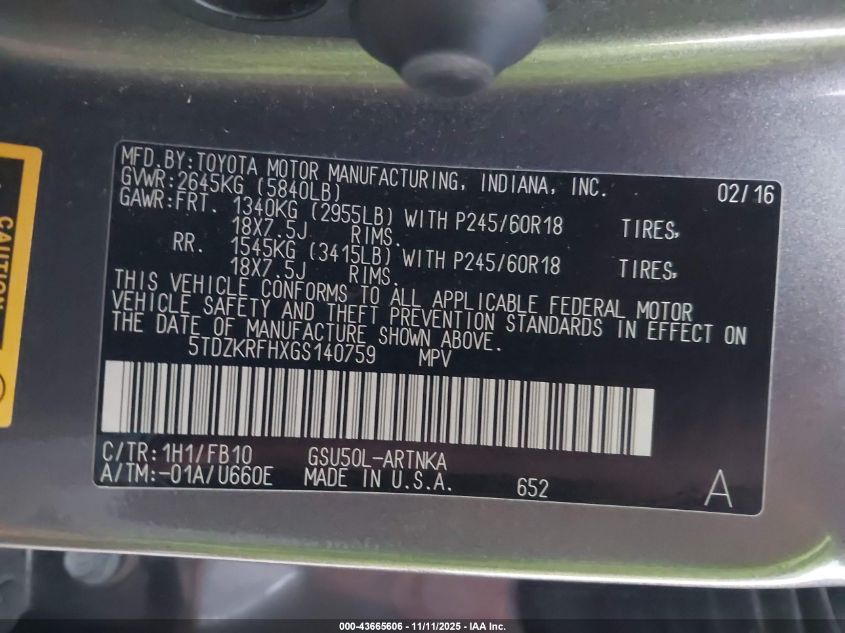 MFD.BY:TOYOTA MOTOR MANUFACTURING, INDIANA, INC. 02/16
GVWR:2645KG (5840LB)
GAWR:FRT. 1340KG (2955LB) WITH P245/60R18 TIRES,
18X7.5J RIMS.
RR. 1545KG (3415LB) WITH P245/60R18 TIRES,
18X7.5J RIMS.
THIS VEHICLE CONFORMS TO ALL APPLICABLE FEDERAL MOTOR
VEHICLE SAFETY AND THEFT PREVENTION STANDARDS IN EFFECT ON
THE DATE OF MANUFACTURE SHOWN ABOVE.
5TDZKRFHXGS140759 MPV
C/TR:1H1/FB10 GSU50L-ARTNKA
A/TM:-01A/U660E MADE IN U.S.A. 652 A
CAUTION
000-43665606 - 11/11/2025 - IAA Inc.